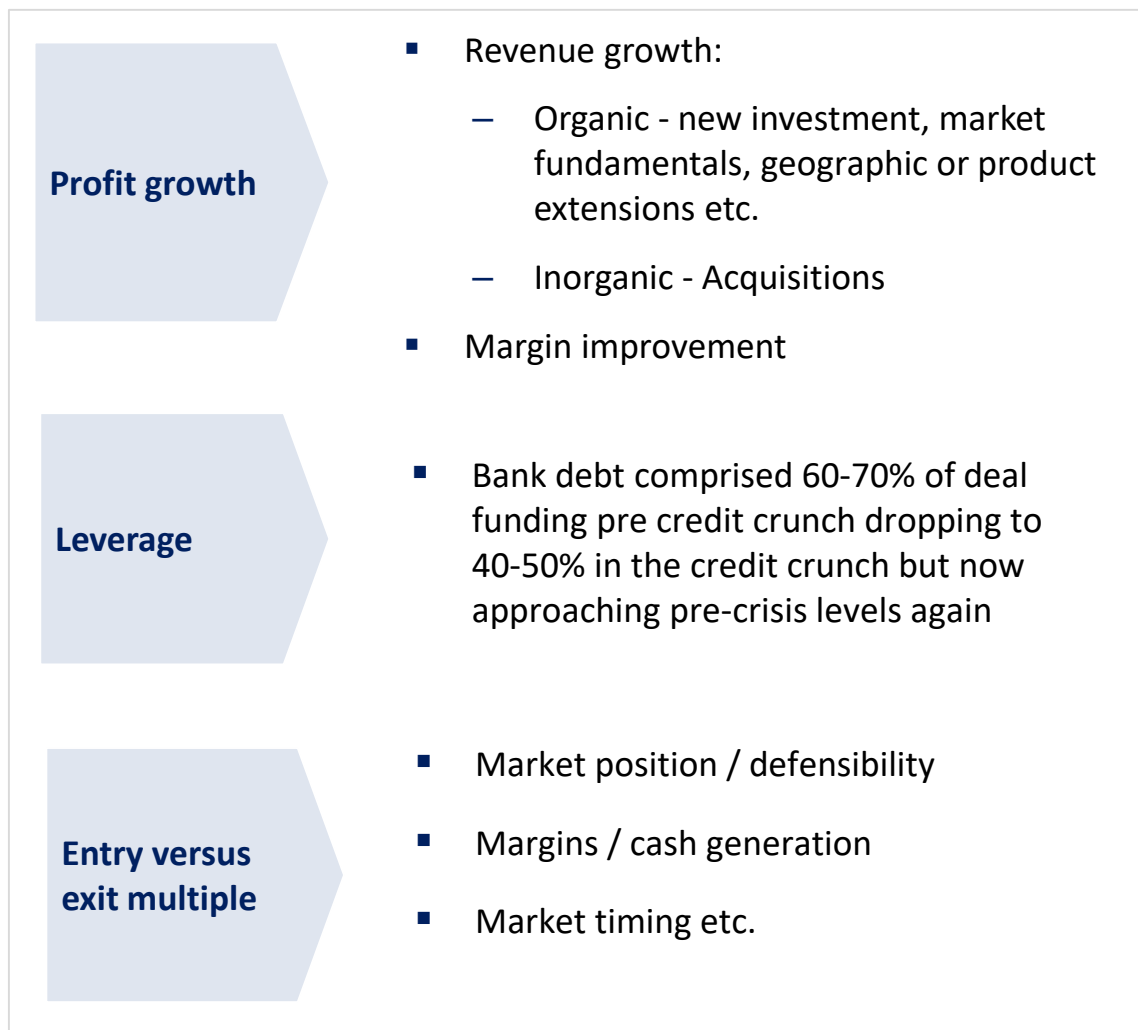 Profit growth
▪ Revenue growth:
– Organic - new investment, market
fundamentals, geographic or product
extensions etc.
– Inorganic - Acquisitions
▪ Margin improvement
Leverage
▪ Bank debt comprised 60-70% of deal
funding pre credit crunch dropping to
40-50% in the credit crunch but now
approaching pre-crisis levels again
Entry versus
exit multiple
▪ Market position / defensibility
▪ Margins / cash generation
▪ Market timing etc.